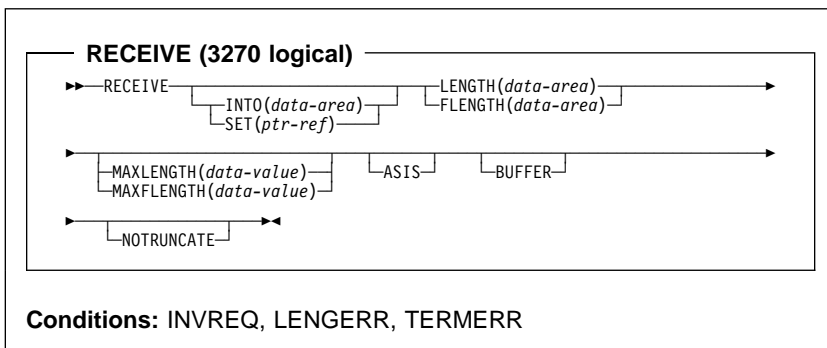 RECEIVE (3270 logical)
RECEIVE LENGTH(data-area)
INTO(data-area) FLENGTH(data-area)
SET(ptr-ref)
MAXLENGTH(data-value) ASIS BUFFER
MAXFLENGTH(data-value)
NOTRUNCATE
Conditions: INVREQ, LENGERR, TERMERR